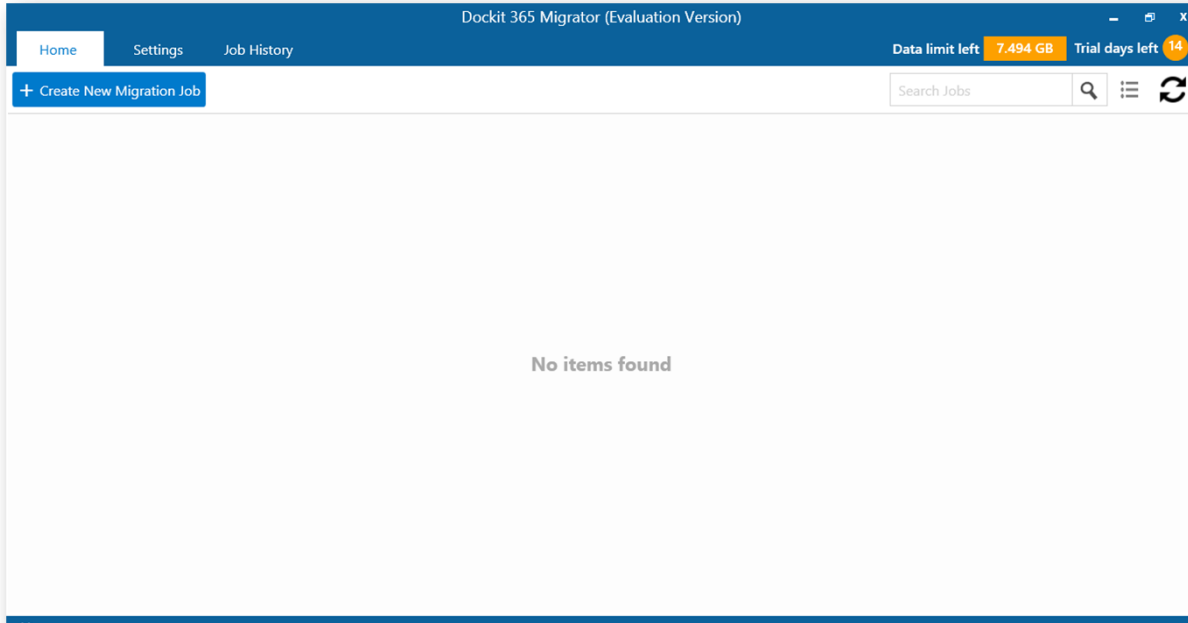 Dockit 365 Migrator (Evaluation Version)
Home Settings Job History Data limit left 7.494 GB Trial days left 14
+ Create New Migration Job Search Jobs
No items found